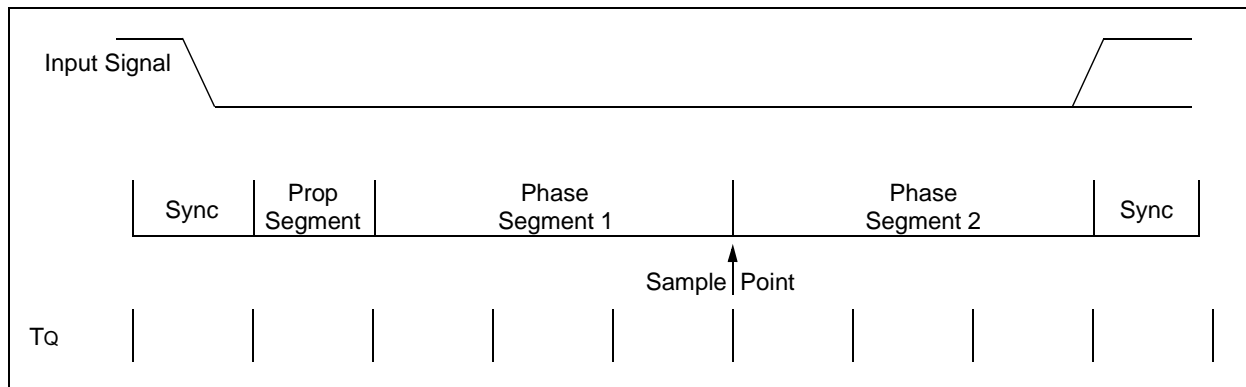 Input Signal
Sync
Prop
Segment
Phase
Segment 1
Phase
Segment 2
Sync
Sample Point
TQ